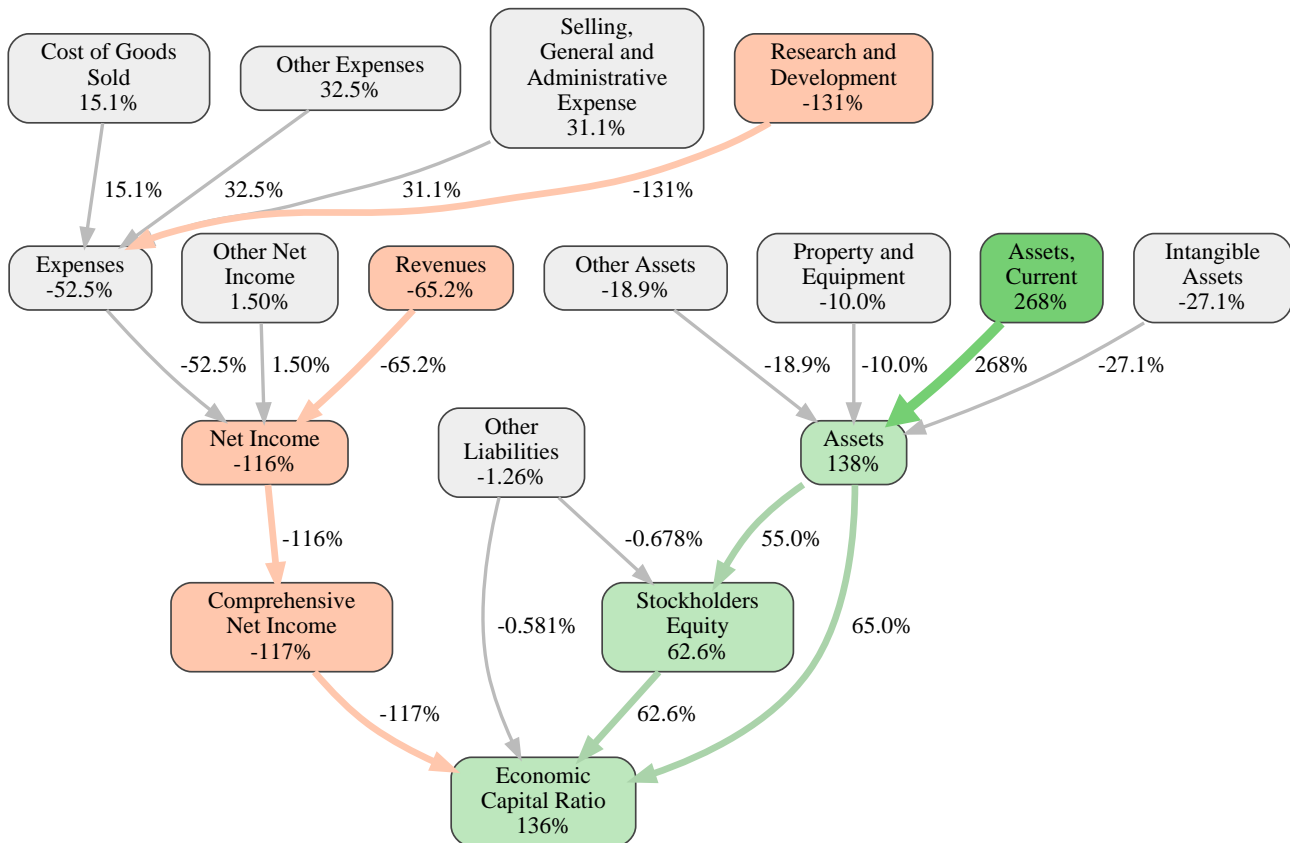 Cost of Goods
Sold
15.1%
Other Expenses
32.5%
Selling,
General and
Administrative
Expense
31.1%
Research and
Development
-131%
15.1%
32.5%
31.1%
-131%
Expenses
-52.5%
Other Net
Income
1.50%
Revenues
-65.2%
Other Assets
-18.9%
Property and
Equipment
-10.0%
Assets,
Current
268%
Intangible
Assets
-27.1%
-52.5%
1.50%
-65.2%
-18.9%
-10.0%
268%
-27.1%
Net Income
-116%
Other
Liabilities
-1.26%
Assets
138%
-116%
-0.678%
55.0%
Comprehensive
Net Income
-117%
-0.581%
Stockholders
Equity
62.6%
65.0%
-117%
62.6%
Economic
Capital Ratio
136%